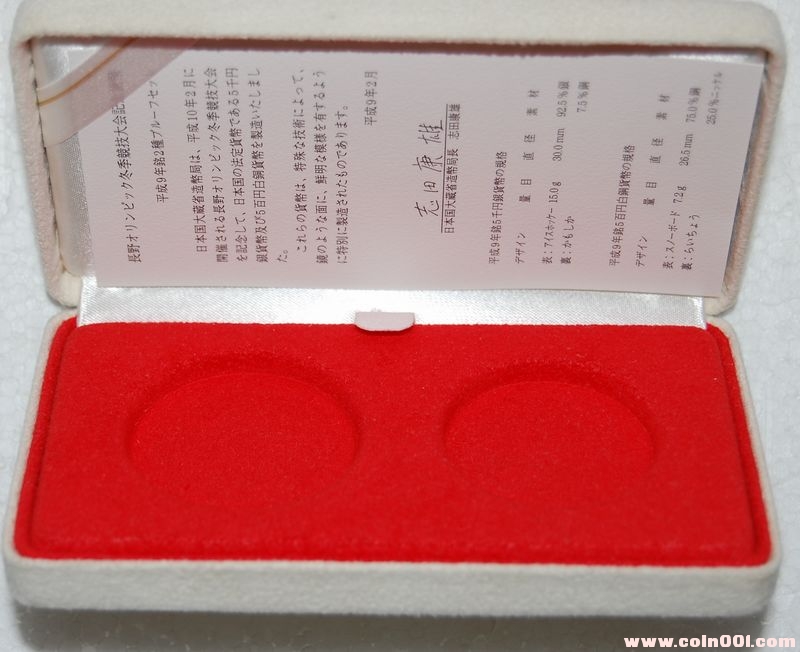 長野オリンピック冬季競技大会記
平成9年銘2種プルーフセッ
日本国大蔵省造幣局は、平成10年2月に
開催される長野オリンピック冬季競技大会
を記念して、日本国の法定貨幣である5千円
銀貨幣及び5百円白銅貨幣を製造いたしまし
た。
これらの貨幣は、特殊な技術によって、
鏡のような面に、鮮明な模様を有するよう
に特別に製造されたものであります。
平成9年2月
志田康雄
日本国大蔵省造幣局長 志田康雄
平成9年銘5千円銀貨幣の規格
デザイン 量目 直径 素材
表:アイスホッケー 15.0g 30.0mm 92.5%銀
裏:かもしか 7.5%銅
平成9年銘5百円白銅貨幣の規格
デザイン 量目 直径 素材
表:スノーボード 7.2g 26.5mm 75.0%銅
裏:らいちょう 25.0%ニッケル
www.coin001.com